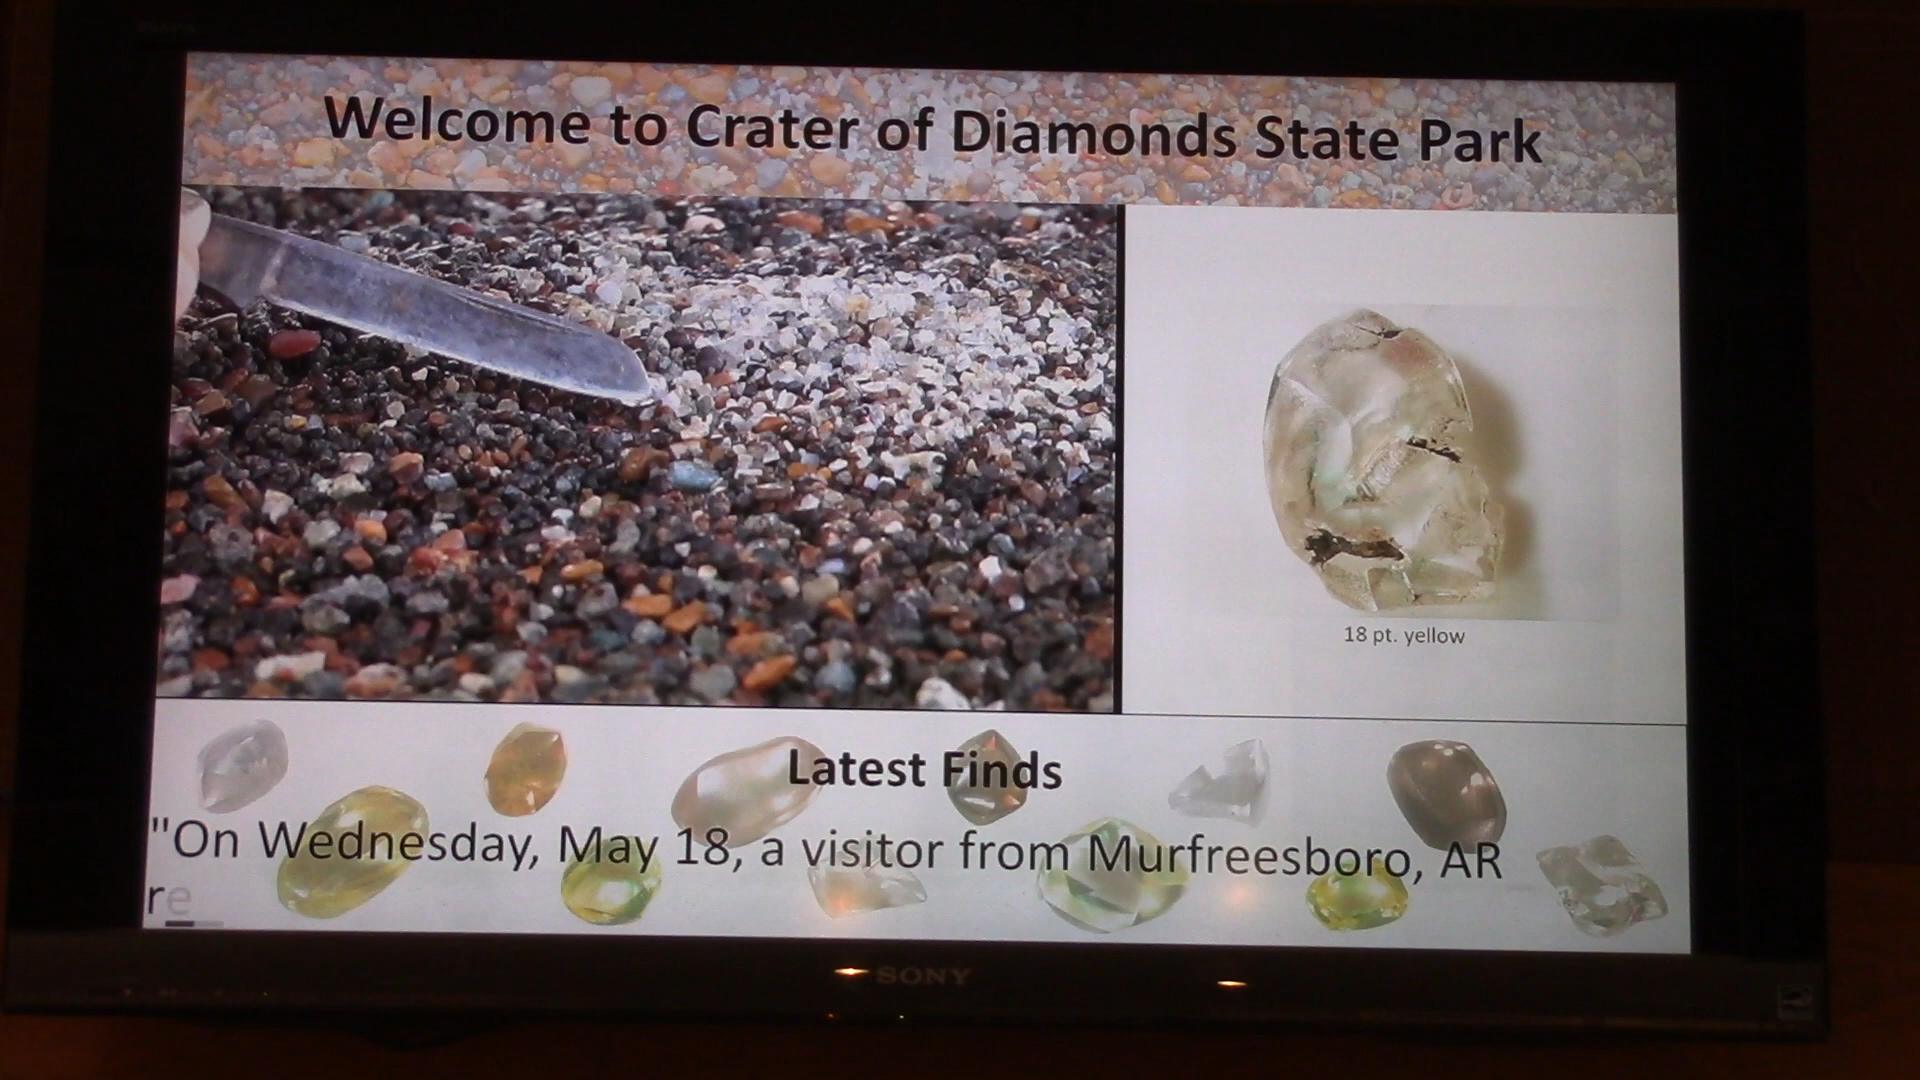 Welcome to Crater of Diamonds State Park
18 pt. yellow
Latest Finds
"On Wednesday, May 18, a visitor from Murfreesboro, AR
re
SONY